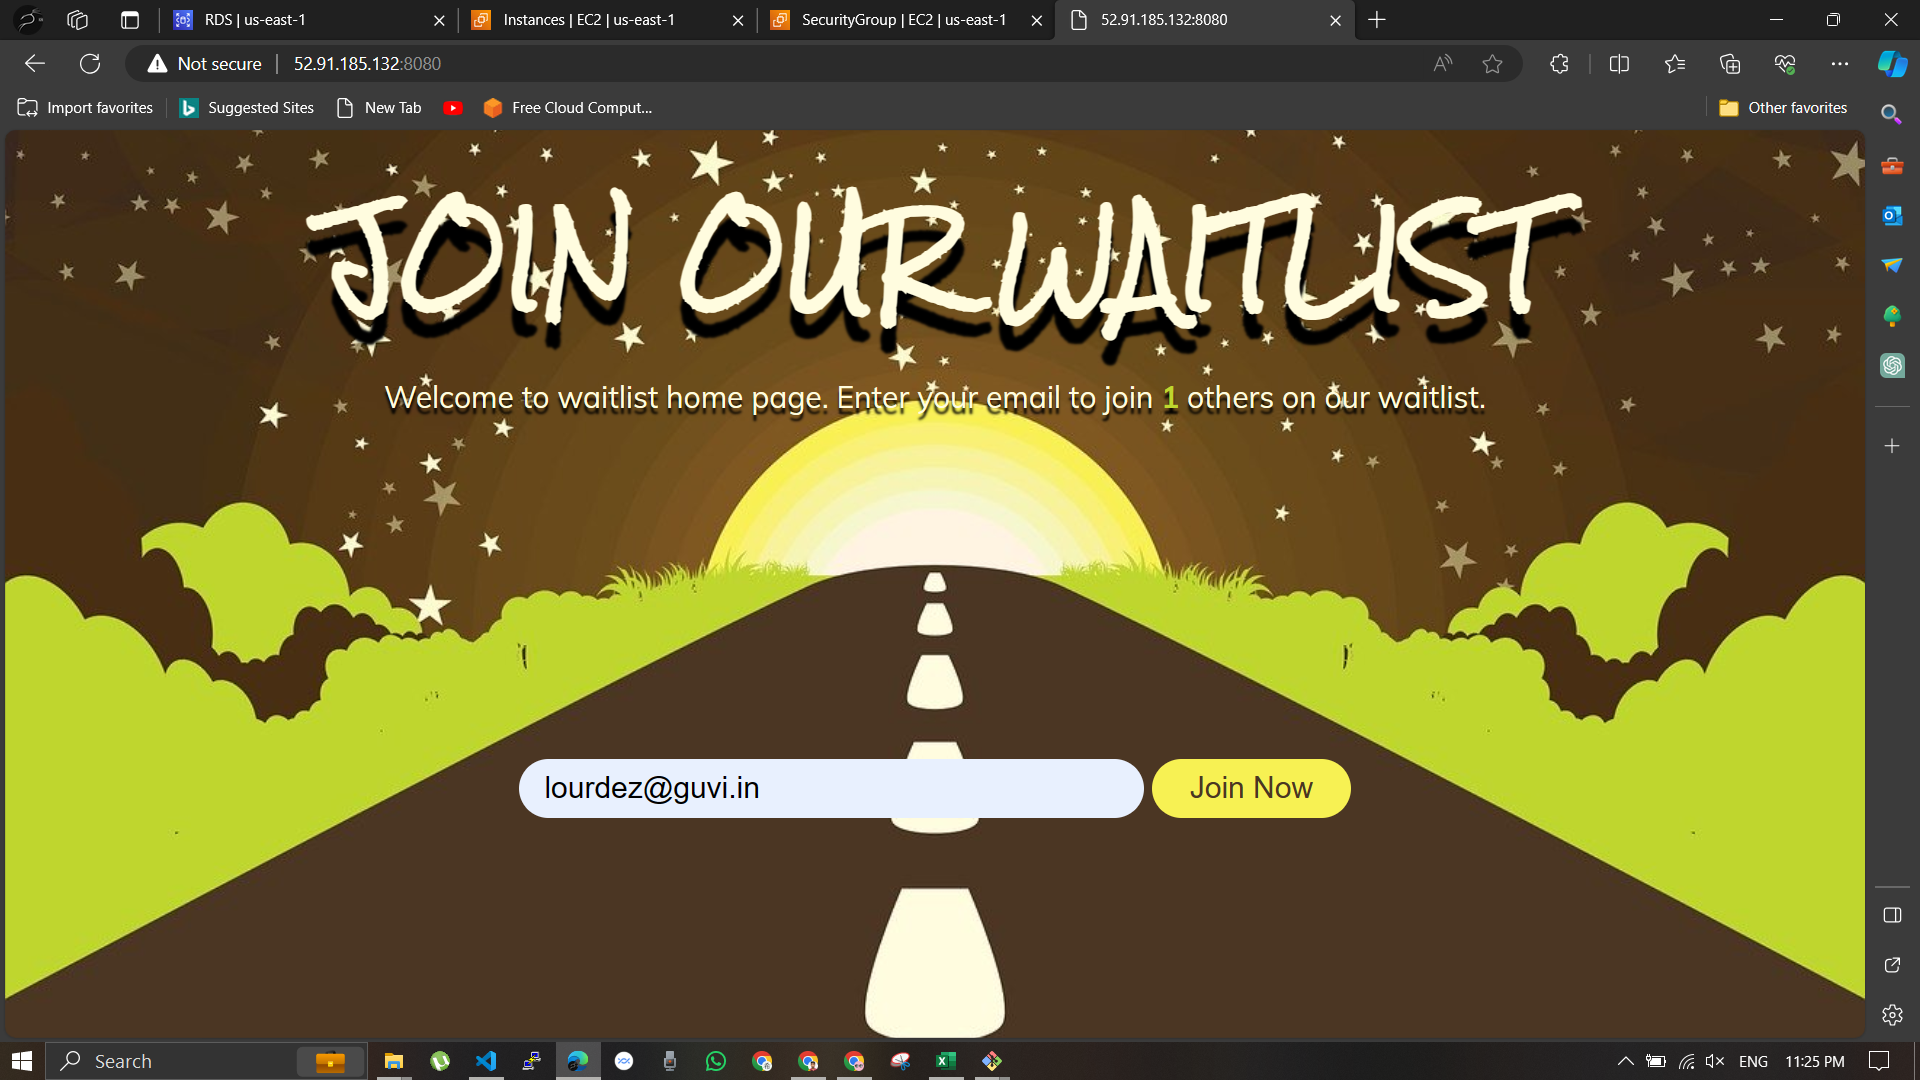 RDS | us-east-1
Instances | EC2 | us-east-1
SecurityGroup | EC2 | us-east-1
52.91.185.132:8080
Not secure
52.91.185.132:8080
Import favorites
Suggested Sites
New Tab
Free Cloud Comput...
Other favorites
JOIN OUR WAITLIST
Welcome to waitlist home page. Enter your email to join 1 others on our waitlist.
lourdez@guvi.in
Join Now
Search
ENG
11:25 PM